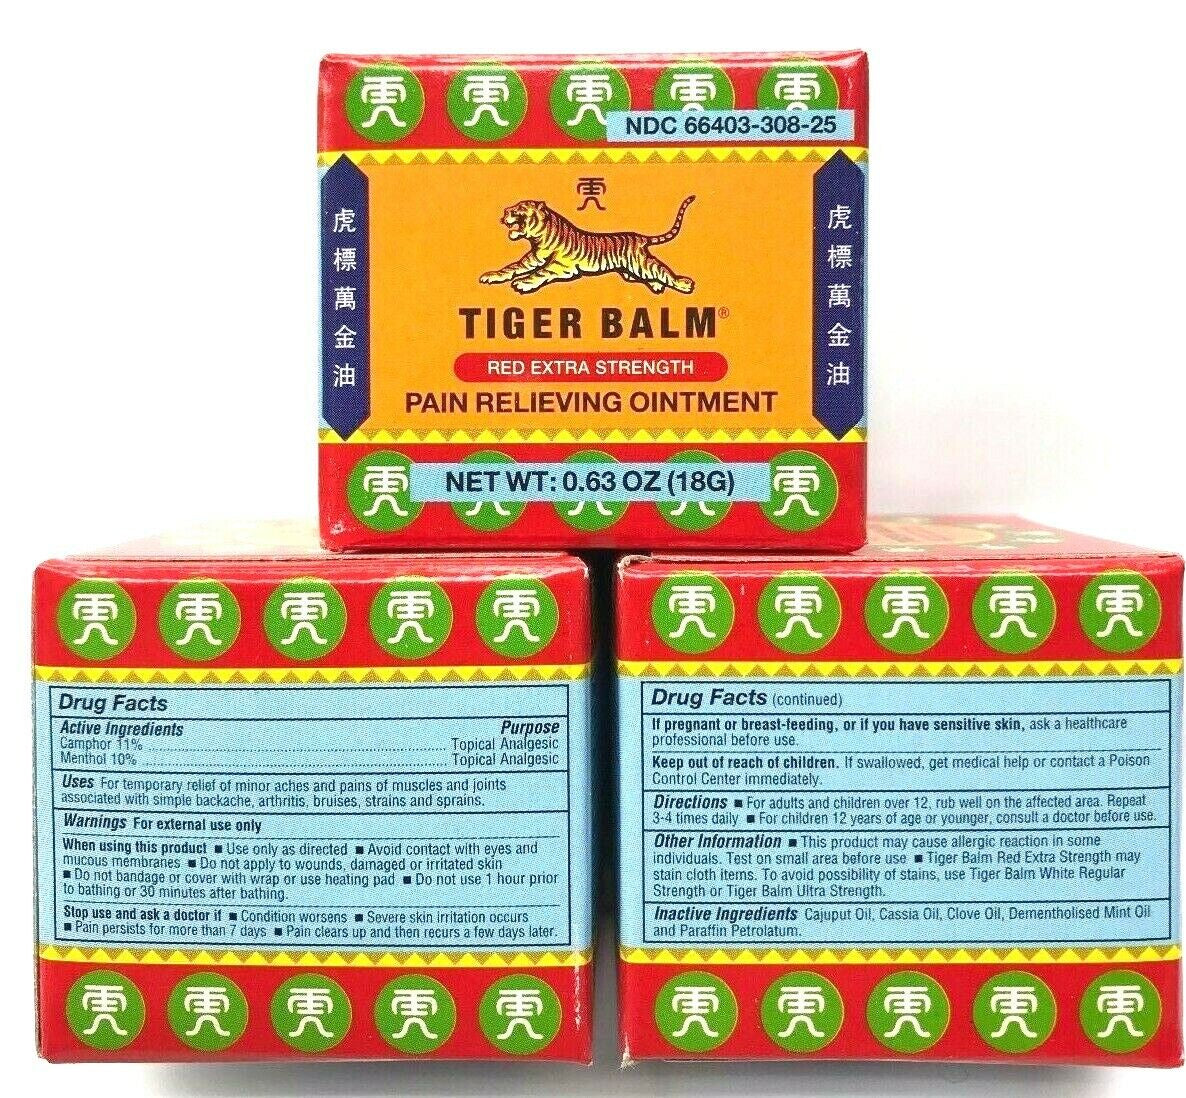 NDC 66403-308-25
虎標萬金油
虎標萬金油
TIGER BALM®
RED EXTRA STRENGTH
PAIN RELIEVING OINTMENT
NET WT: 0.63 OZ (18G)
Drug Facts
Active Ingredients Purpose
Camphor 11% ........ Topical Analgesic
Menthol 10% ........ Topical Analgesic
Uses For temporary relief of minor aches and pains of muscles and joints
associated with simple backache, arthritis, bruises, strains and sprains.
Warnings For external use only
When using this product ■ Use only as directed ■ Avoid contact with eyes and
mucous membranes ■ Do not apply to wounds, damaged or irritated skin
■ Do not bandage or cover with wrap or use heating pad ■ Do not use 1 hour prior
to bathing or 30 minutes after bathing.
Stop use and ask a doctor if ■ Condition worsens ■ Severe skin irritation occurs
■ Pain persists for more than 7 days ■ Pain clears up and then recurs a few days later.
Drug Facts (continued)
If pregnant or breast-feeding, or if you have sensitive skin, ask a healthcare
professional before use.
Keep out of reach of children. If swallowed, get medical help or contact a Poison
Control Center immediately.
Directions ■ For adults and children over 12, rub well on the affected area. Repeat
3-4 times daily ■ For children 12 years of age or younger, consult a doctor before use.
Other Information ■ This product may cause allergic reaction in some
individuals. Test on small area before use ■ Tiger Balm Red Extra Strength may
stain cloth items. To avoid possibility of stains, use Tiger Balm White Regular
Strength or Tiger Balm Ultra Strength.
Inactive Ingredients Cajuput Oil, Cassia Oil, Clove Oil, Dementholised Mint Oil
and Paraffin Petrolatum.